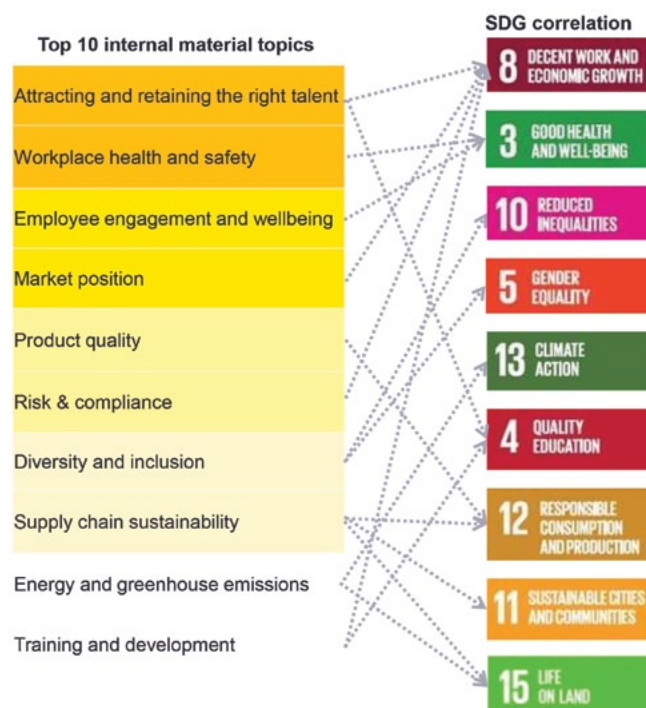 SDG correlation
Top 10 internal material topics
Attracting and retaining the right talent
Workplace health and safety
Employee engagement and wellbeing
Market position
Product quality
Risk & compliance
Diversity and inclusion
Supply chain sustainability
Energy and greenhouse emissions
Training and development
8 DECENT WORK AND
ECONOMIC GROWTH
3 GOOD HEALTH
AND WELL-BEING
10 REDUCED
INEQUALITIES
5 GENDER
EQUALITY
13 CLIMATE
ACTION
4 QUALITY
EDUCATION
12 RESPONSIBLE
CONSUMPTION
AND PRODUCTION
11 SUSTAINABLE CITIES
AND COMMUNITIES
15 LIFE
ON LAND